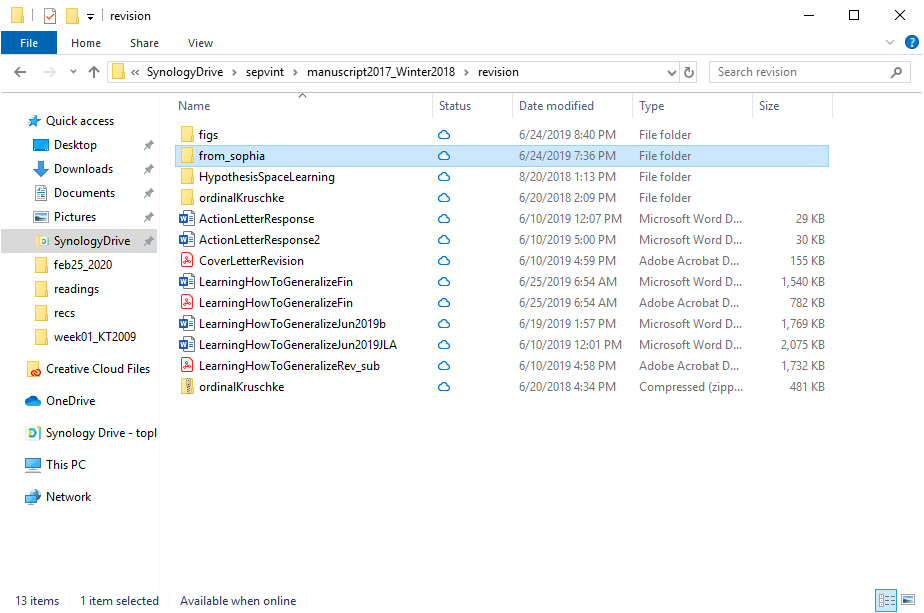 revision
File Home Share View
« SynologyDrive › sepvint › manuscript2017_Winter2018 › revision Search revision
Name Status Date modified Type Size
Quick access
Desktop
Downloads
Documents
Pictures
SynologyDrive
feb25_2020
readings
recs
week01_KT2009
Creative Cloud Files
OneDrive
Synology Drive - topl
This PC
Network
figs 6/24/2019 8:40 PM File folder
from_sophia 6/24/2019 7:36 PM File folder
HypothesisSpaceLearning 8/20/2018 1:13 PM File folder
ordinalKruschke 6/20/2018 2:09 PM File folder
ActionLetterResponse 6/10/2019 12:07 PM Microsoft Word D... 29 KB
ActionLetterResponse2 6/10/2019 5:00 PM Microsoft Word D... 30 KB
CoverLetterRevision 6/10/2019 4:59 PM Adobe Acrobat D... 155 KB
LearningHowToGeneralizeFin 6/25/2019 6:54 AM Microsoft Word D... 1,540 KB
LearningHowToGeneralizeFin 6/25/2019 6:54 AM Adobe Acrobat D... 782 KB
LearningHowToGeneralizeJun2019b 6/19/2019 1:57 PM Microsoft Word D... 1,769 KB
LearningHowToGeneralizeJun2019JLA 6/10/2019 12:01 PM Microsoft Word D... 2,075 KB
LearningHowToGeneralizeRev_sub 6/10/2019 4:58 PM Adobe Acrobat D... 1,732 KB
ordinalKruschke 6/20/2018 4:34 PM Compressed (zipp... 481 KB
13 items 1 item selected Available when online